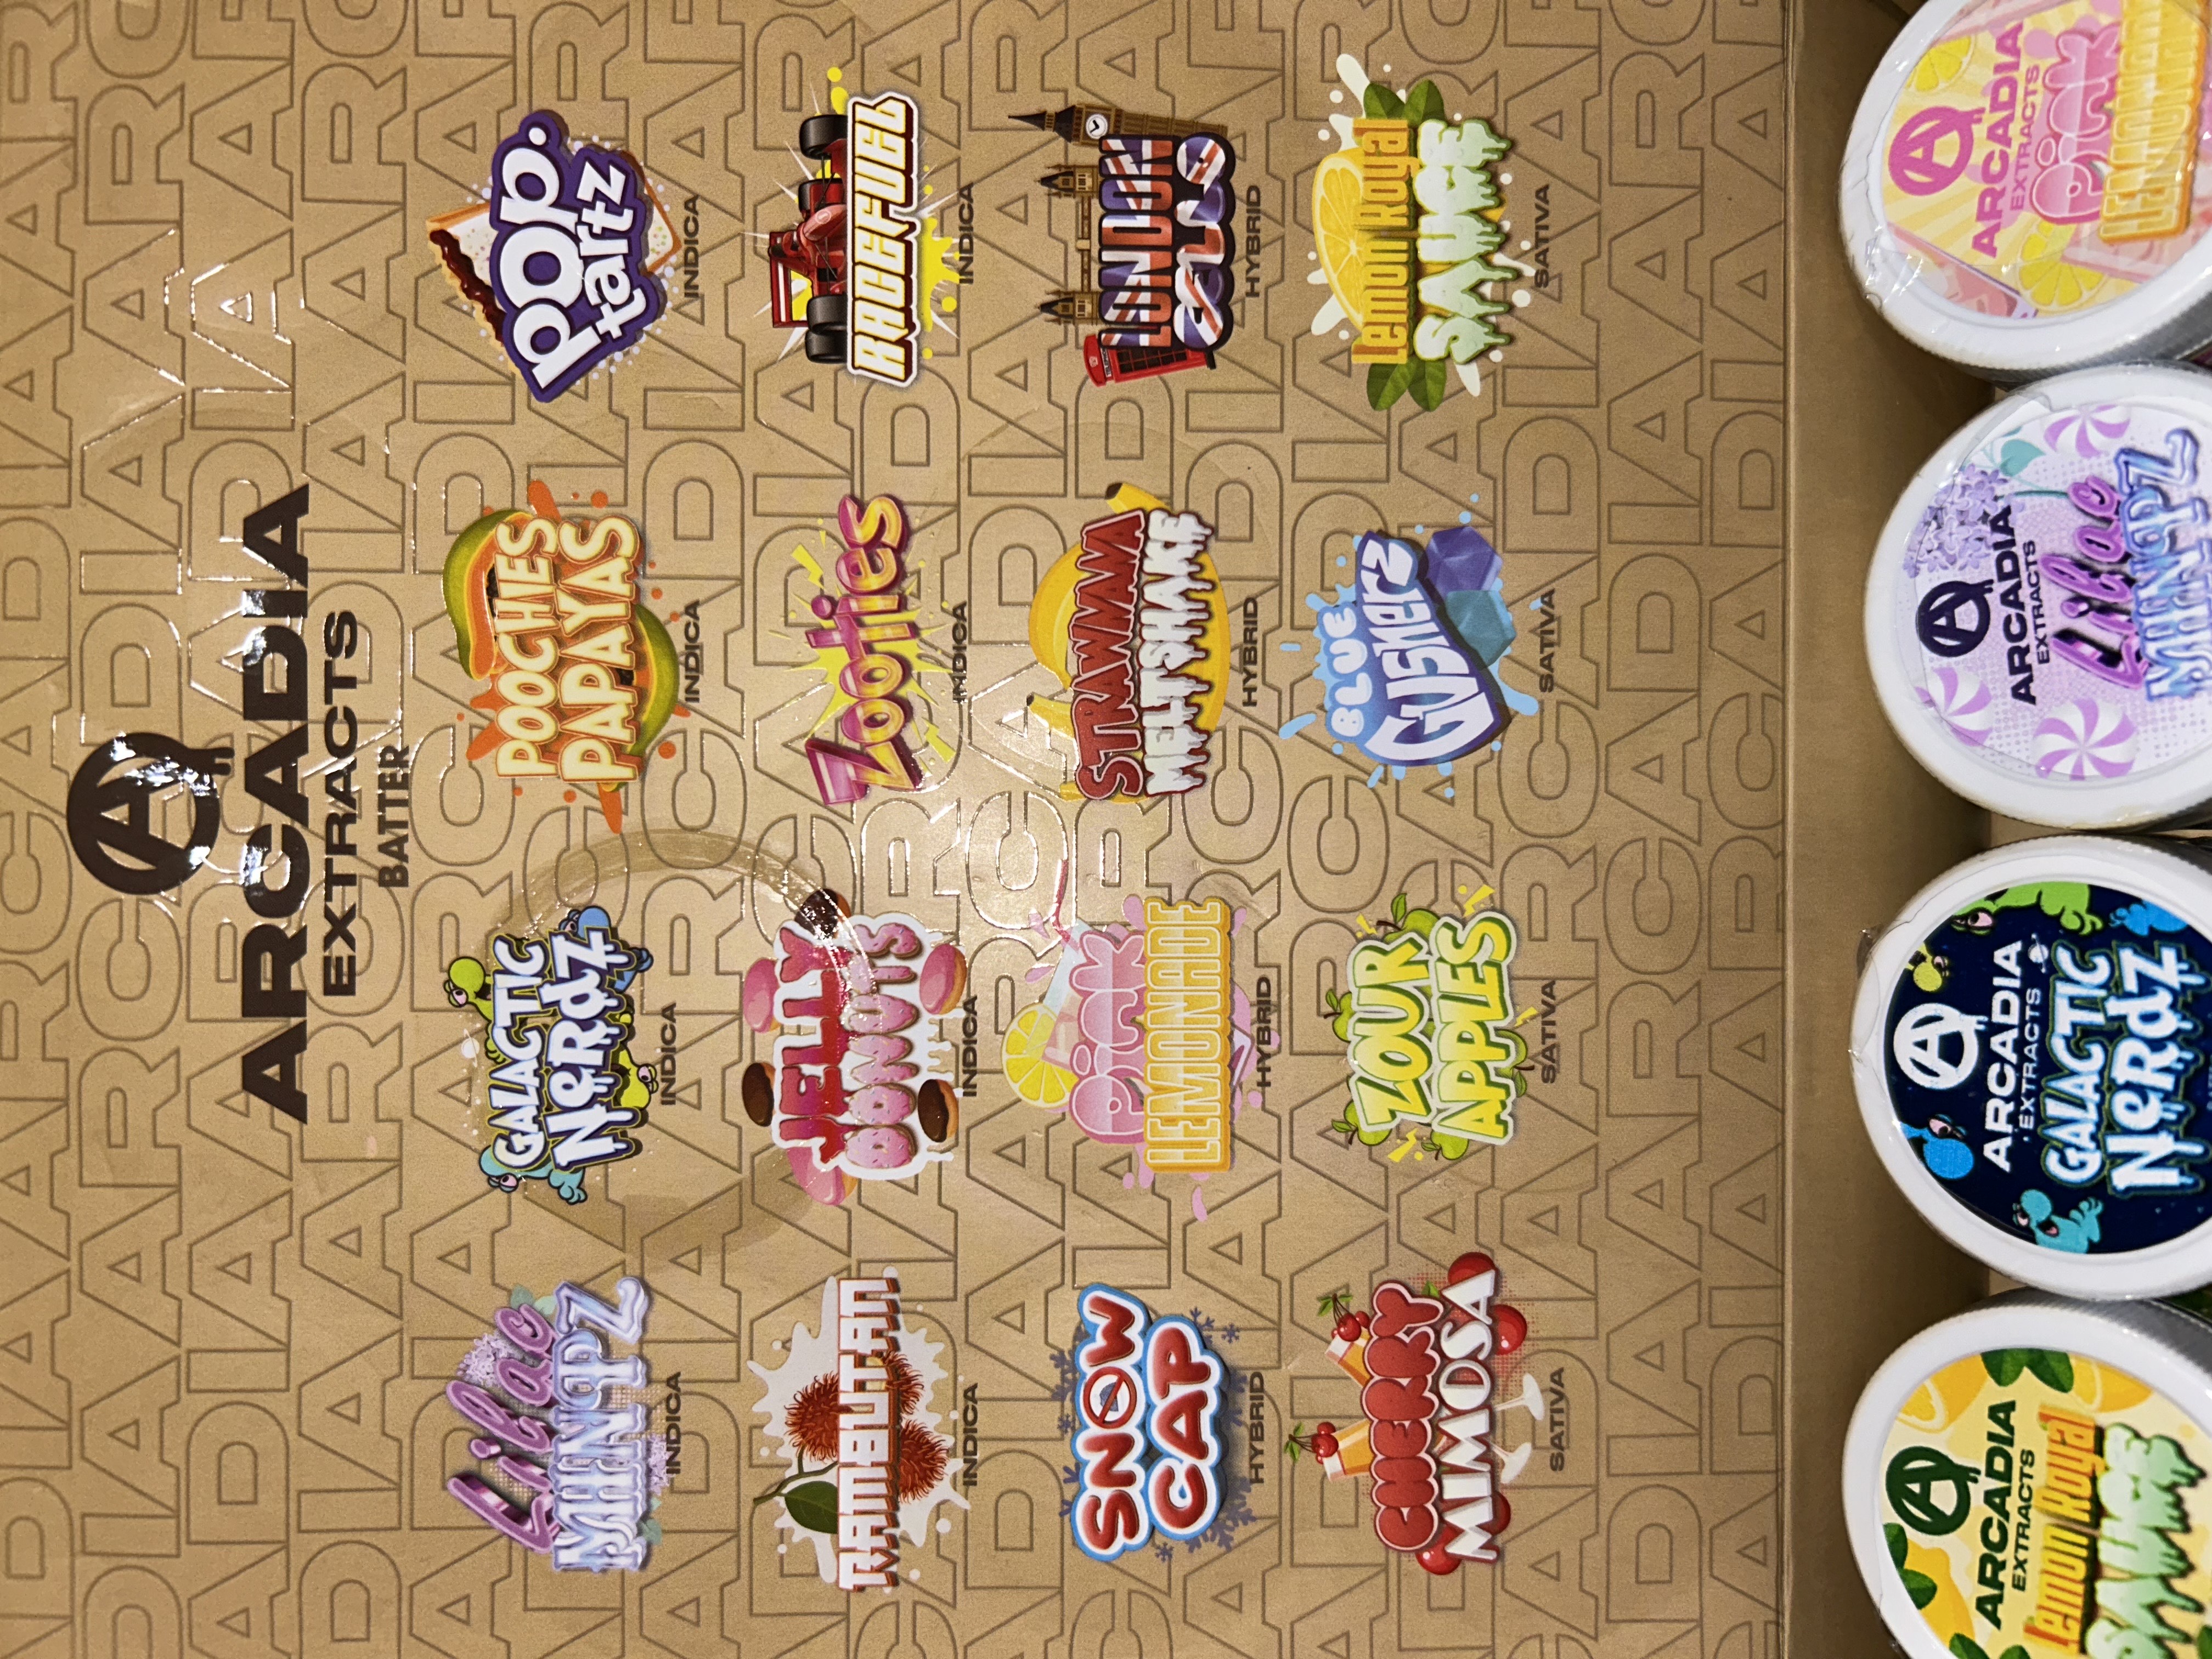 ARCADIA
EXTRACTS
BATTER
Lilac
MINTZ
INDICA
GALACTIC
NeRdZ
INDICA
POOCHIES
PAPAYAS
INDICA
POP.
tartz
INDICA
RAMBUTAN
INDICA
JELLY
DONUTS
INDICA
Zooties
INDICA
RACEFUEL
INDICA
SNOW
CAP
HYBRID
Pink
LEMONADE
HYBRID
STRAWNANA
MELTSHAKE
HYBRID
LONDON
CELLO
HYBRID
CHERRY
MIMOSA
SATIVA
ZOUR
APPLES
SATIVA
BLUE
GUSHERZ
SATIVA
Lemon Royal
SAUCE
SATIVA
ARCADIA
EXTRACTS
Lemon Royal
SAUCE
ARCADIA
EXTRACTS
GALACTIC
NeRdZ
ARCADIA
EXTRACTS
Lilac
MINTZ
ARCADIA
EXTRACTS
Pink
LEMONADE